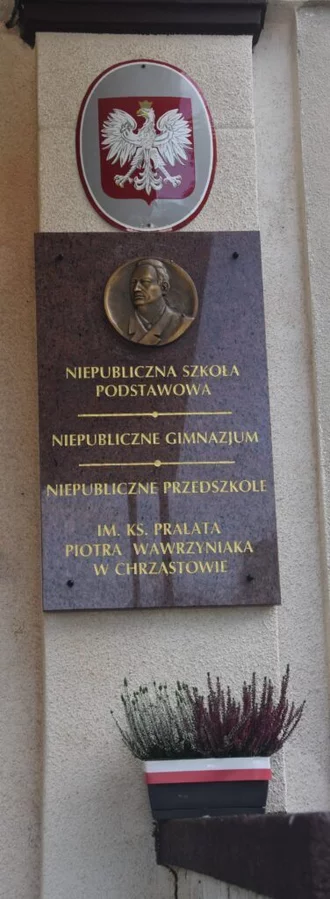 NIEPUBLICZNA SZKOŁA
PODSTAWOWA
NIEPUBLICZNE GIMNAZJUM
NIEPUBLICZNE PRZEDSZKOLE
IM. KS. PRAŁATA
PIOTRA WAWRZYNIAKA
W CHRZĄSTOWIE